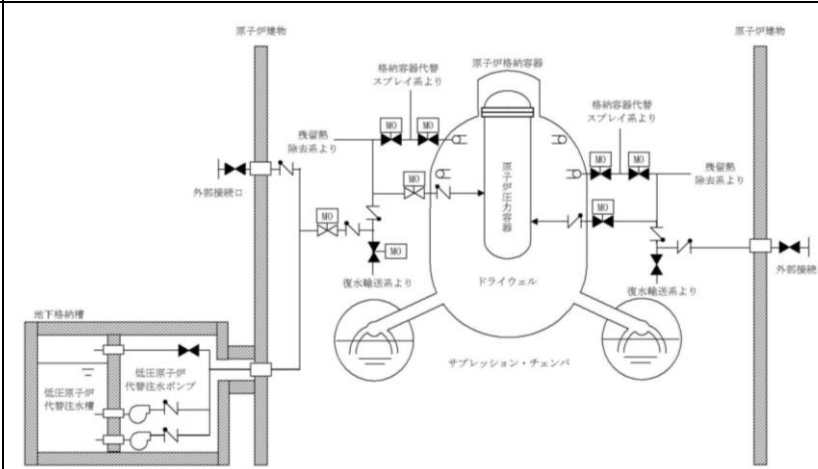 原子炉建物
原子炉建物
格納容器代替
スプレイ系より
原子炉格納容器
格納容器代替
スプレイ系より
残留熱
除去系より
MO
MO
MO
MO
残留熱
除去系より
外部接続口
MO
原子炉圧力容器
MO
MO
MO
外部接続
復水輸送系より
ドライウェル
復水輸送系より
地下格納槽
サプレッション・チェンバ
低圧原子炉
代替注水槽
低圧原子炉
代替注水ポンプ